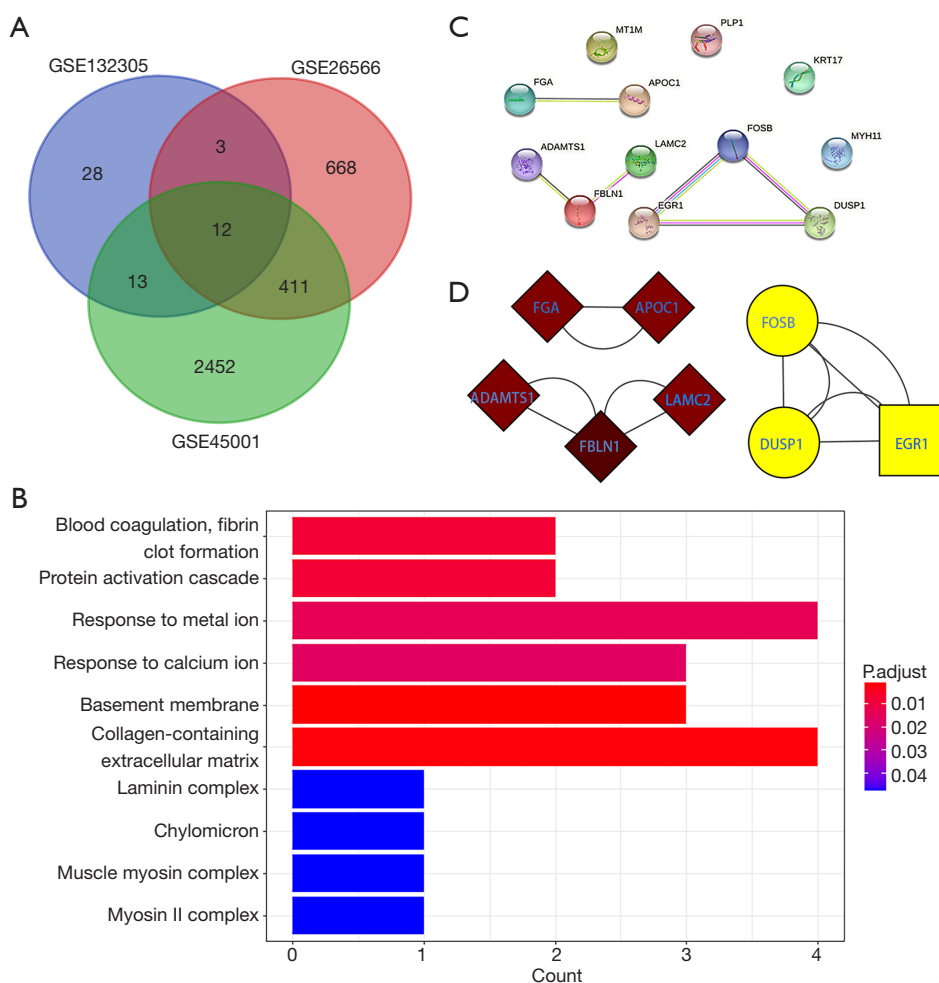 A
GSE132305
GSE26566
3
28
668
12
13
411
2452
GSE45001
C
MT1M
PLP1
KRT17
FGA
APOC1
FOSB
MYH11
ADAMTS1
LAMC2
FBLN1
EGR1
DUSP1
D
FGA
APOC1
FOSB
ADAMTS1
LAMC2
FBLN1
DUSP1
EGR1
B
Blood coagulation, fibrin
clot formation
Protein activation cascade
Response to metal ion
Response to calcium ion
Basement membrane
Collagen-containing
extracellular matrix
Laminin complex
Chylomicron
Muscle myosin complex
Myosin II complex
0 1 2 3 4
Count
P.adjust
0.01
0.02
0.03
0.04